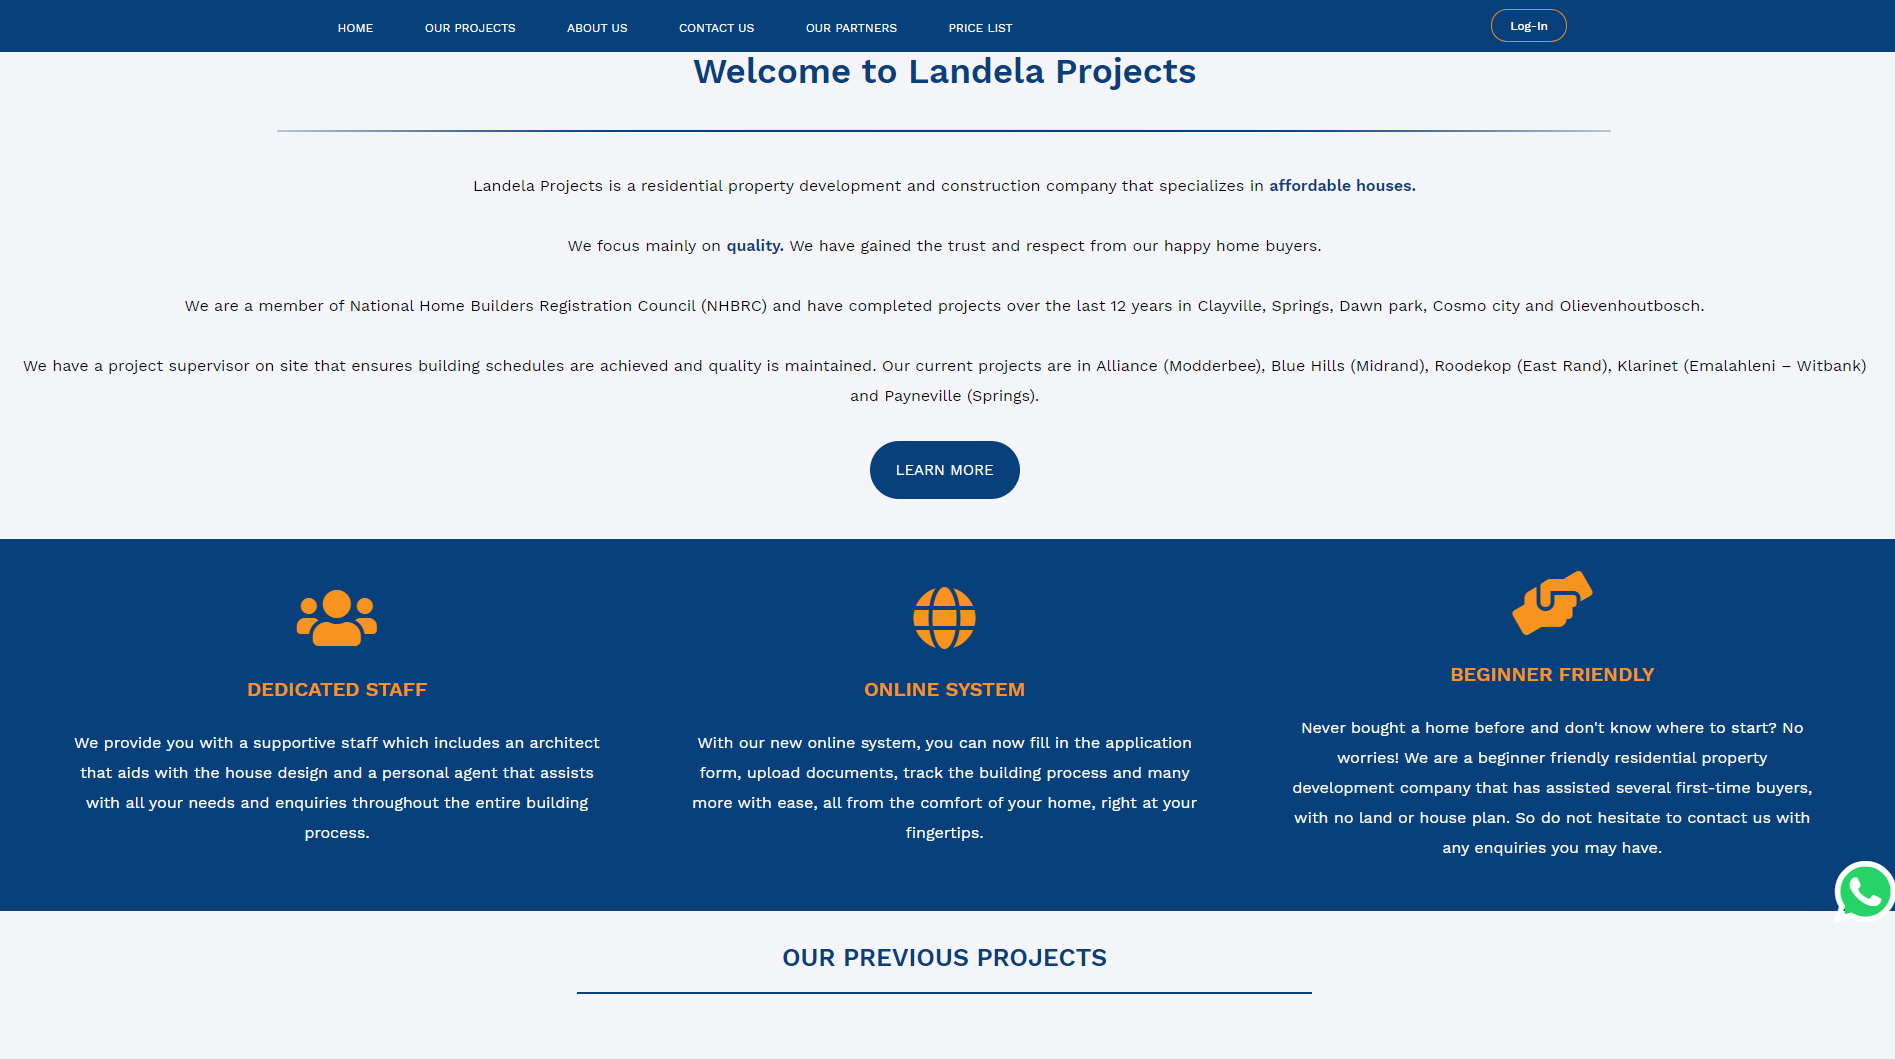 HOME OUR PROJECTS ABOUT US CONTACT US OUR PARTNERS PRICE LIST Log-In
Welcome to Landela Projects
Landela Projects is a residential property development and construction company that specializes in affordable houses.
We focus mainly on quality. We have gained the trust and respect from our happy home buyers.
We are a member of National Home Builders Registration Council (NHBRC) and have completed projects over the last 12 years in Clayville, Springs, Dawn park, Cosmo city and Olievenhoutbosch.
We have a project supervisor on site that ensures building schedules are achieved and quality is maintained. Our current projects are in Alliance (Modderbee), Blue Hills (Midrand), Roodekop (East Rand), Klarinet (Emalahleni – Witbank)
and Payneville (Springs).
LEARN MORE
DEDICATED STAFF
We provide you with a supportive staff which includes an architect
that aids with the house design and a personal agent that assists
with all your needs and enquiries throughout the entire building
process.
ONLINE SYSTEM
With our new online system, you can now fill in the application
form, upload documents, track the building process and many
more with ease, all from the comfort of your home, right at your
fingertips.
BEGINNER FRIENDLY
Never bought a home before and don't know where to start? No
worries! We are a beginner friendly residential property
development company that has assisted several first-time buyers,
with no land or house plan. So do not hesitate to contact us with
any enquiries you may have.
OUR PREVIOUS PROJECTS